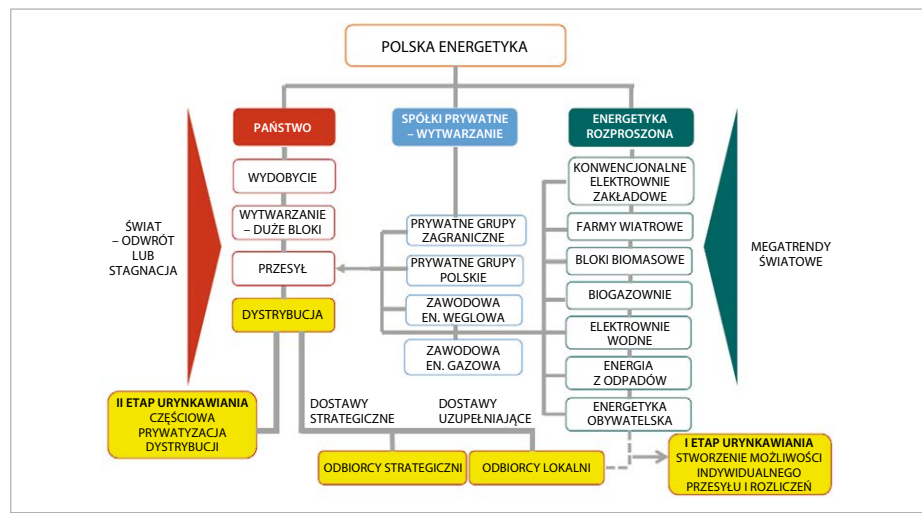 POLSKA ENERGETYKA
PAŃSTWO
SPÓŁKI PRYWATNE
– WYTWARZANIE
ENERGETYKA
ROZPROSZONA
WYDOBYCIE
WYTWARZANIE
– DUŻE BLOKI
PRZESYŁ
DYSTRYBUCJA
ŚWIAT
– ODWRÓT
LUB
STAGNACJA
PRYWATNE GRUPY
ZAGRANICZNE
PRYWATNE GRUPY
POLSKIE
ZAWODOWA
EN. WEGLOWA
ZAWODOWA
EN. GAZOWA
KONWENCJONALNE
ELEKTROWNIE
ZAKŁADOWE
FARMY WIATROWE
BLOKI BIOMASOWE
BIOGAZOWNIE
ELEKTROWNIE
WODNE
ENERGIA
Z ODPADÓW
ENERGETYKA
OBYWATELSKA
MEGATRENDY
ŚWIATOWE
II ETAP URYNKAWIANIA
CZĘŚCIOWA
PRYWATYZACJA
DYSTRYBUCJI
DOSTAWY
STRATEGICZNE
DOSTAWY
UZUPEŁNIAJĄCE
ODBIORCY STRATEGICZNI
ODBIORCY LOKALNI
I ETAP URYNKAWIANIA
STWORZENIE MOŻLIWOŚCI
INDYWIDUALNEGO
PRZESYŁU I ROZLICZEŃ